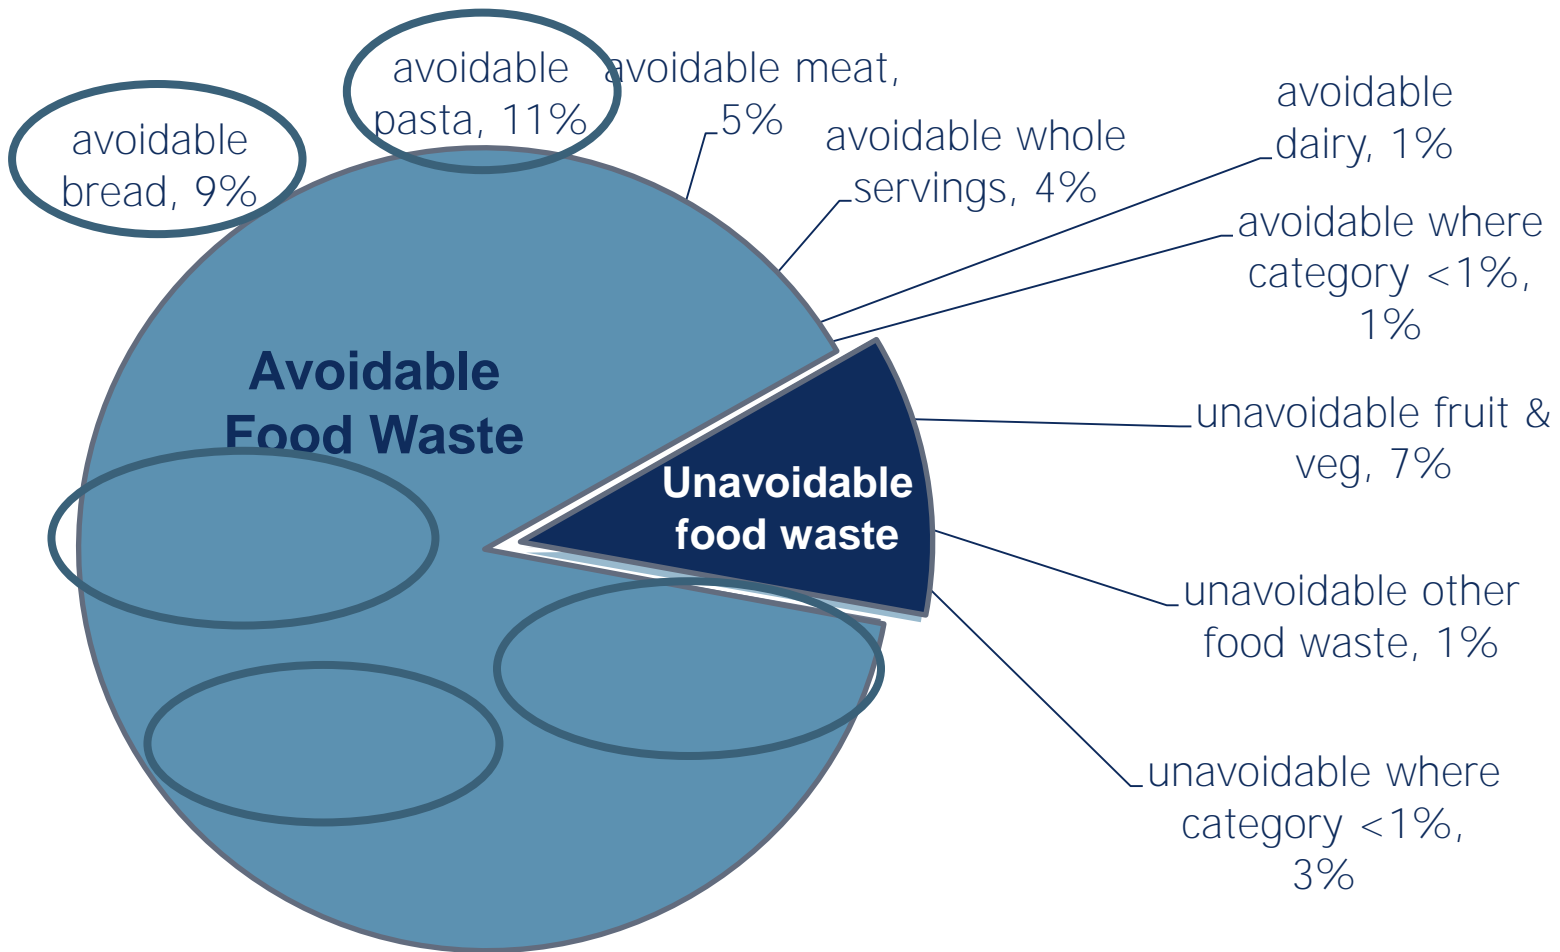 avoidable
bread, 9%
avoidable
pasta, 11%
avoidable meat,
5%
avoidable whole
servings, 4%
avoidable
dairy, 1%
avoidable where
category <1%,
1%
unavoidable fruit &
veg, 7%
unavoidable other
food waste, 1%
unavoidable where
category <1%,
3%
Avoidable
Food Waste
Unavoidable
food waste